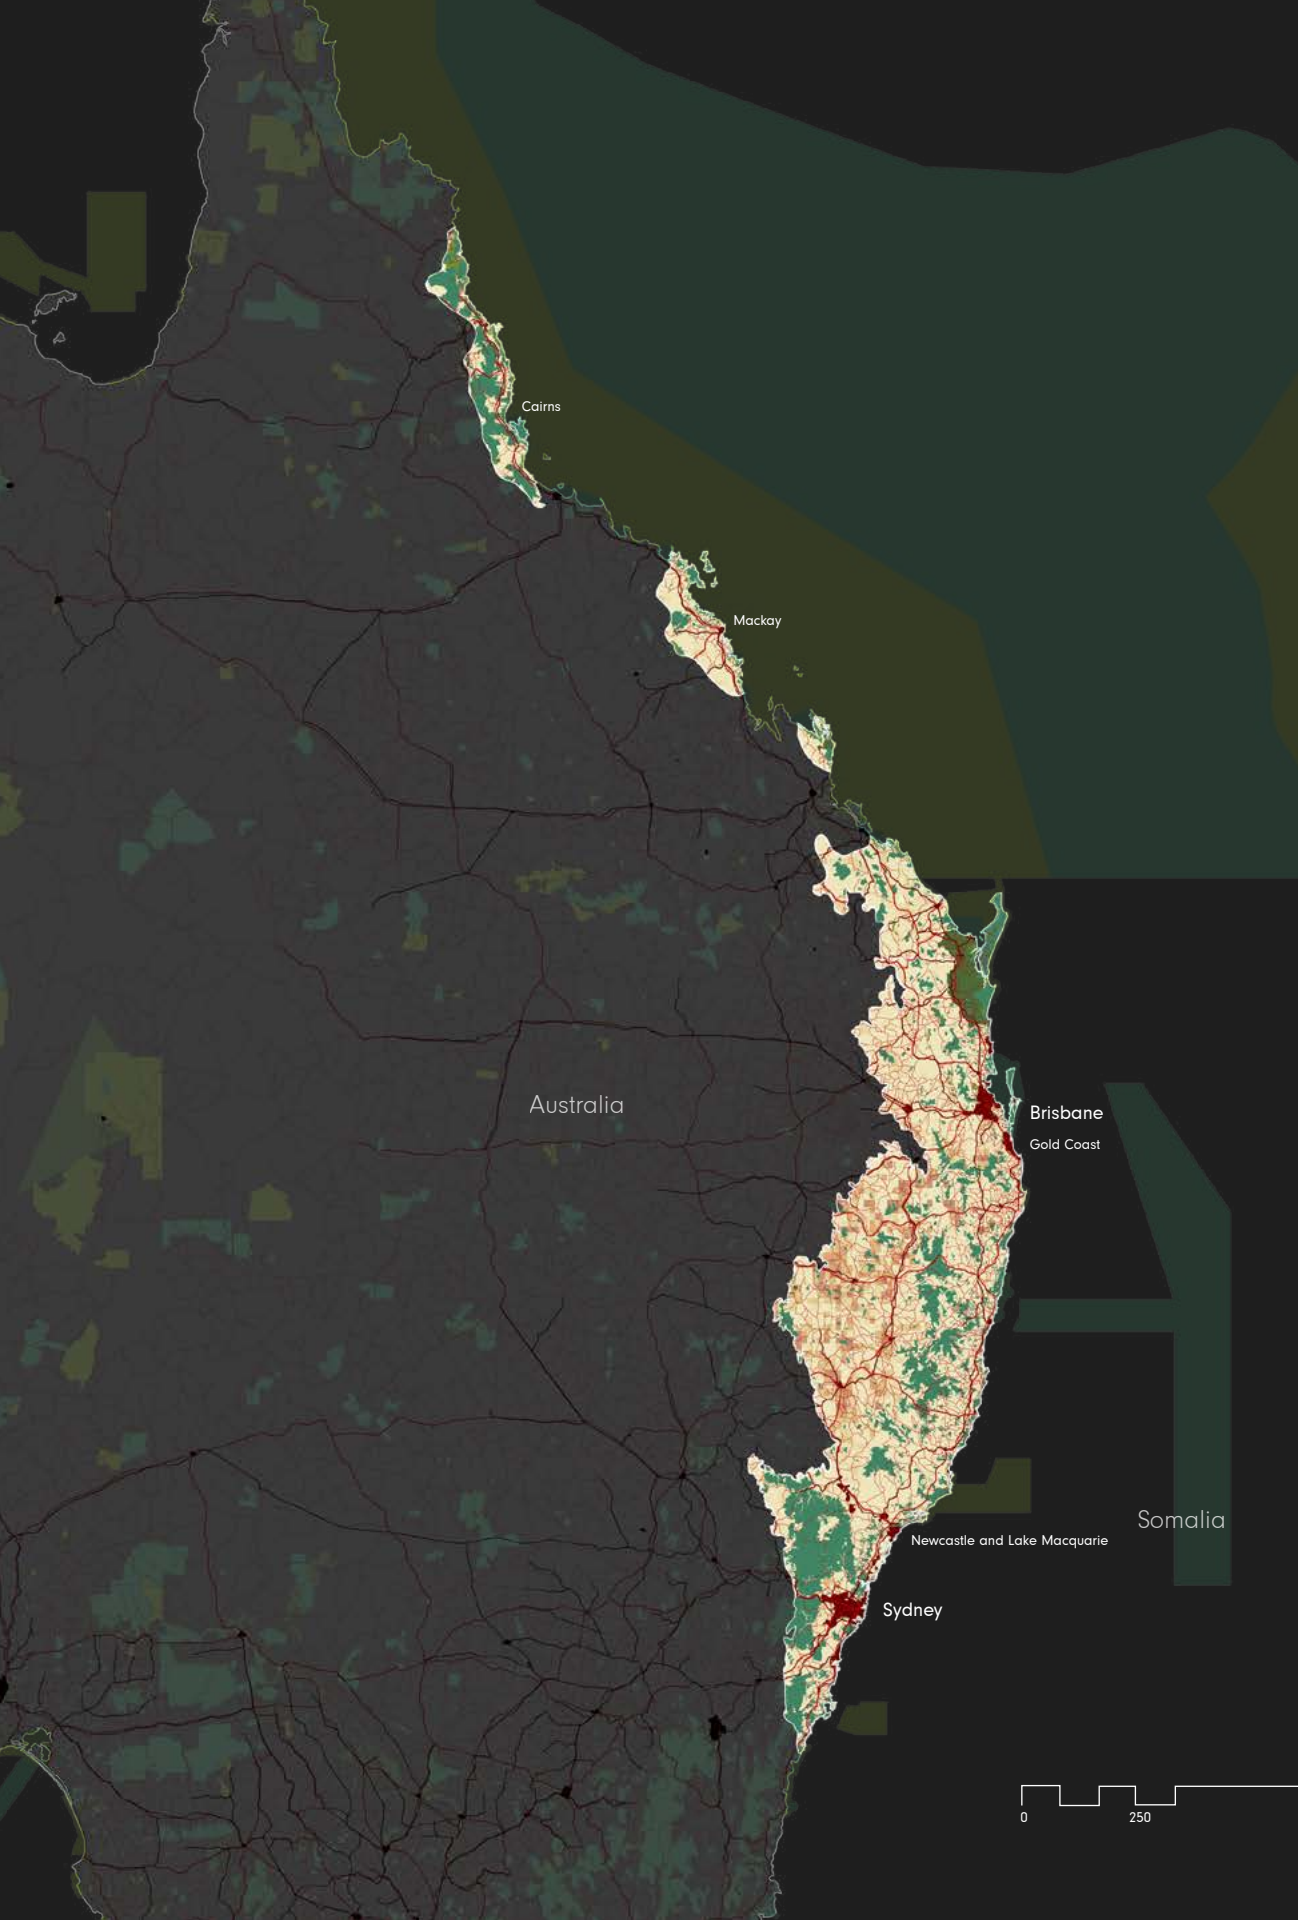 Cairns
Mackay
Australia
Brisbane
Gold Coast
Somalia
Newcastle and Lake Macquarie
Sydney
0 250